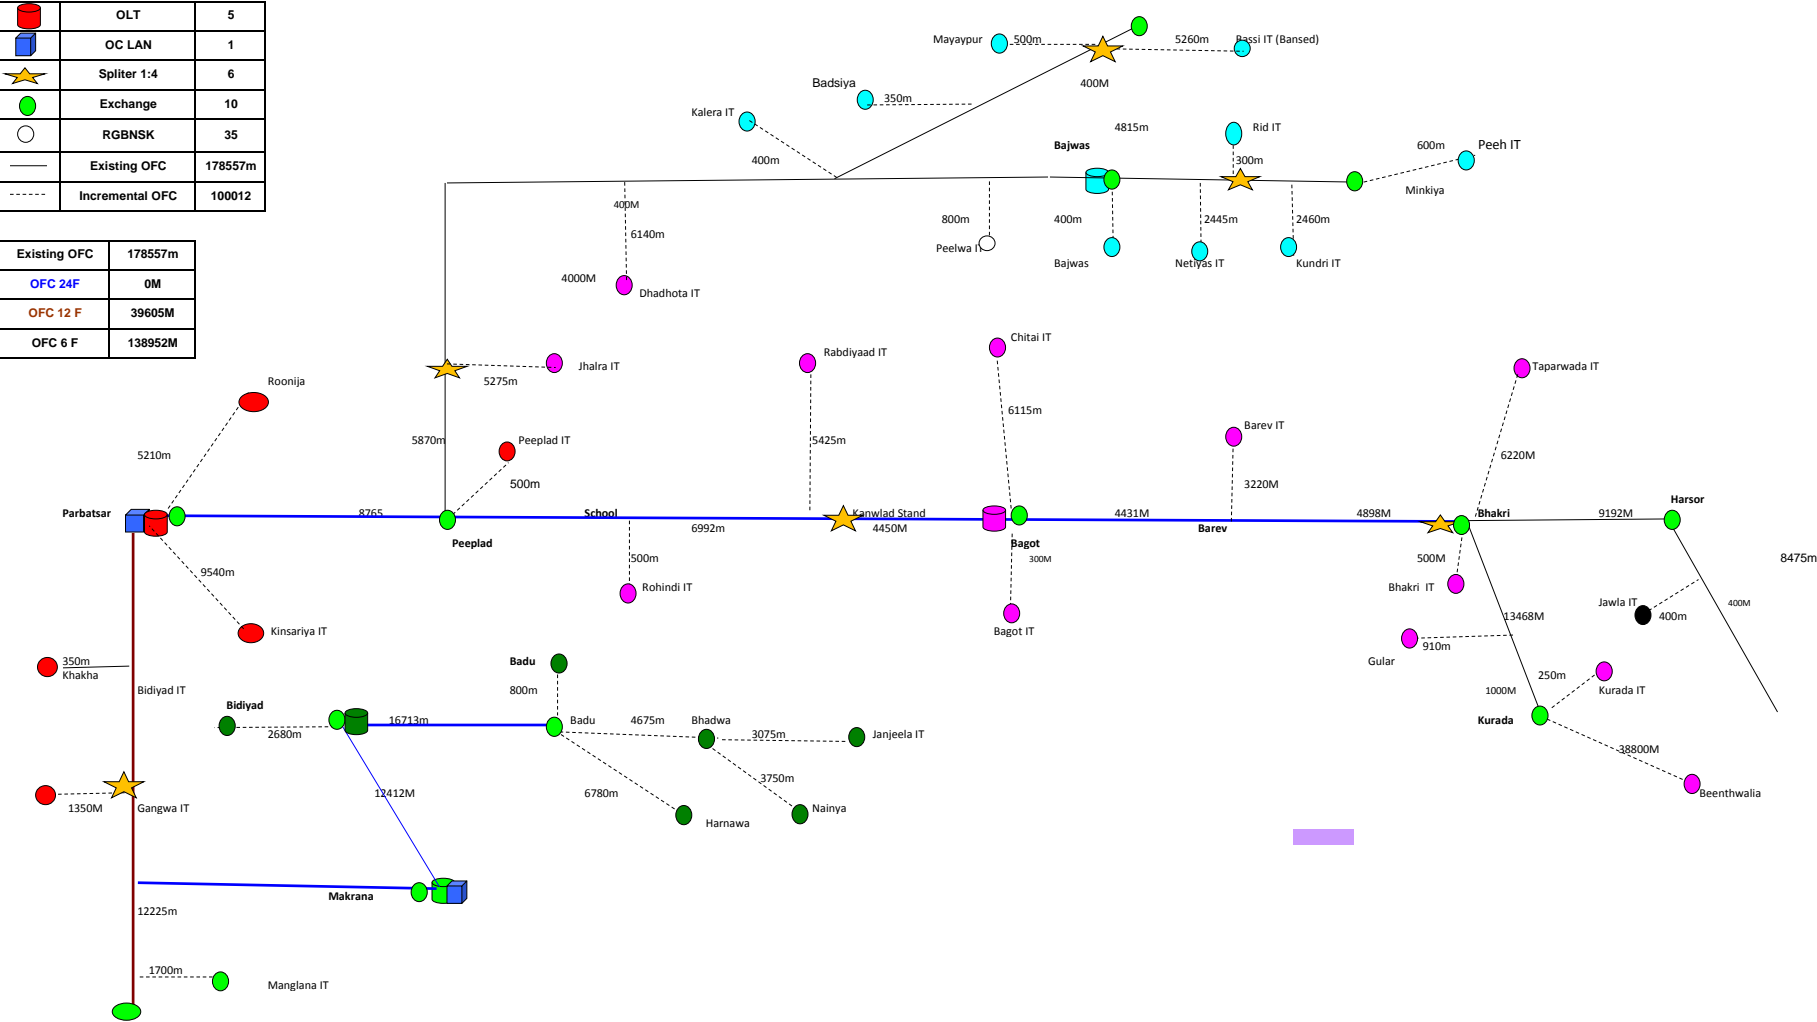 OLT 5
OC LAN 1
Spliter 1:4 6
Exchange 10
RGBNSK 35
Existing OFC 178557m
Incremental OFC 100012
Existing OFC 178557m
OFC 24F 0M
OFC 12 F 39605M
OFC 6 F 138952M
Mayaypur 500m 5260m Rassi IT (Bansed)
400M
Badsiya
350m
Kalera IT
400m
4815m
Bajwas
Rid IT
300m
600m Peeh IT
Minkiya
400M
6140m
4000M
Dhadhota IT
800m
Peelwa IT
400m
Bajwas
2445m
Netiyas IT
2460m
Kundri IT
Jhalra IT
5275m
Rabdiyaad IT
5425m
Chitai IT
6115m
Barev IT
3220M
Taparwada IT
6220M
Roonija
5210m
5870m
Peeplad IT
500m
Parbatsar
8765
Peeplad
School
6992m
Kanwlad Stand
4450M
Bagot
4431M
Barev
4898M
Bhakri
9192M
Harsor
8475m
9540m
Kinsariya IT
500m
Rohindi IT
300M
Bagot IT
500M
Bhakri IT
13468M
Gular
910m
Jawla IT
400m
400M
350m
Khakha
Bidiyad IT
Bidiyad
2680m
16713m
Badu
800m
Badu
4675m
Bhadwa
3075m
Janjeela IT
3750m
Nainya
6780m
Harnawa
250m
1000M
Kurada IT
Kurada
38800M
Beenthwalia
1350M
Gangwa IT
12412M
Makrana
12225m
1700m
Manglana IT